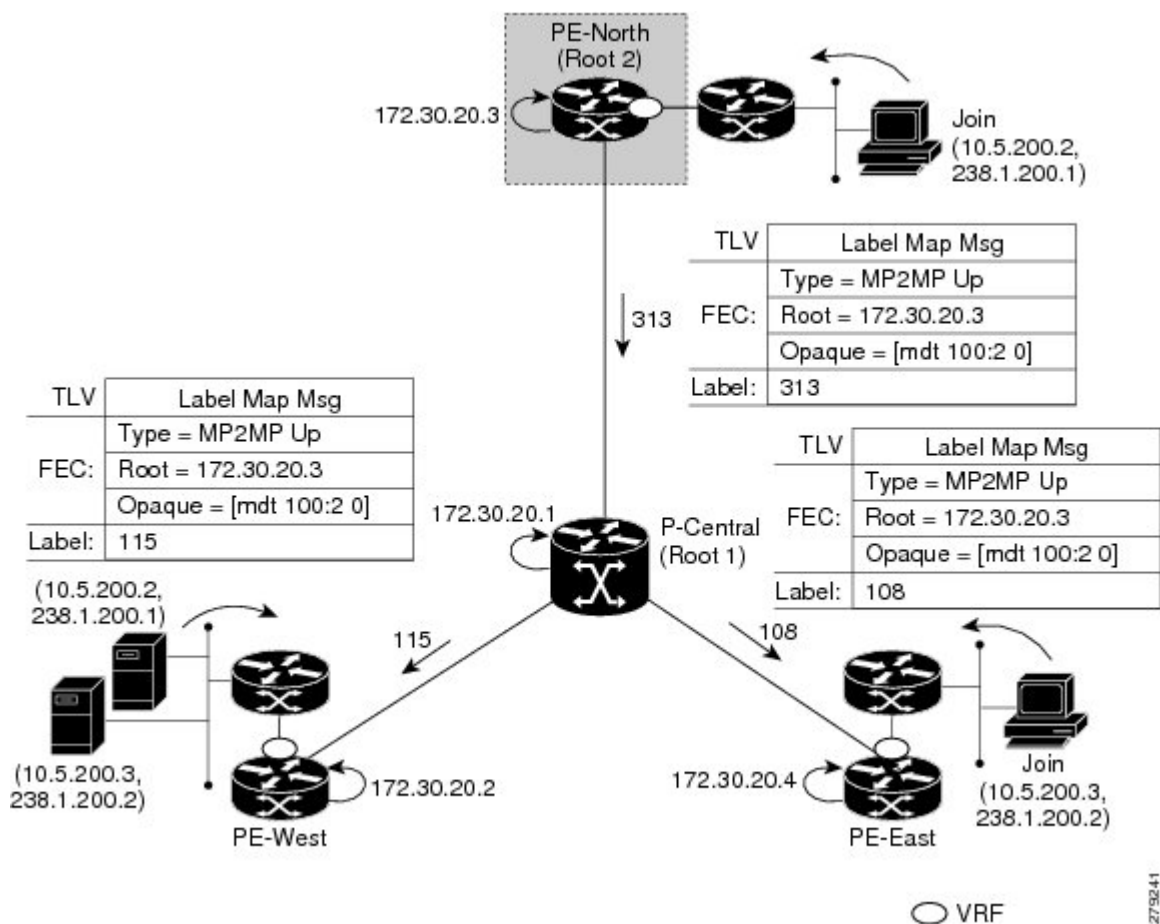 PE-North
(Root 2)
172.30.20.3
Join
(10.5.200.2,
238.1.200.1)
TLV
Label Map Msg
FEC:
Type = MP2MP Up
Root = 172.30.20.3
Opaque = [mdt 100:2 0]
Label:
313
313
TLV
Label Map Msg
FEC:
Type = MP2MP Up
Root = 172.30.20.3
Opaque = [mdt 100:2 0]
Label:
115
TLV
Label Map Msg
FEC:
Type = MP2MP Up
Root = 172.30.20.3
Opaque = [mdt 100:2 0]
Label:
108
172.30.20.1
P-Central
(Root 1)
(10.5.200.2,
238.1.200.1)
115
108
(10.5.200.3,
238.1.200.2)
172.30.20.2
PE-West
172.30.20.4
PE-East
Join
(10.5.200.3,
238.1.200.2)
VRF
279241